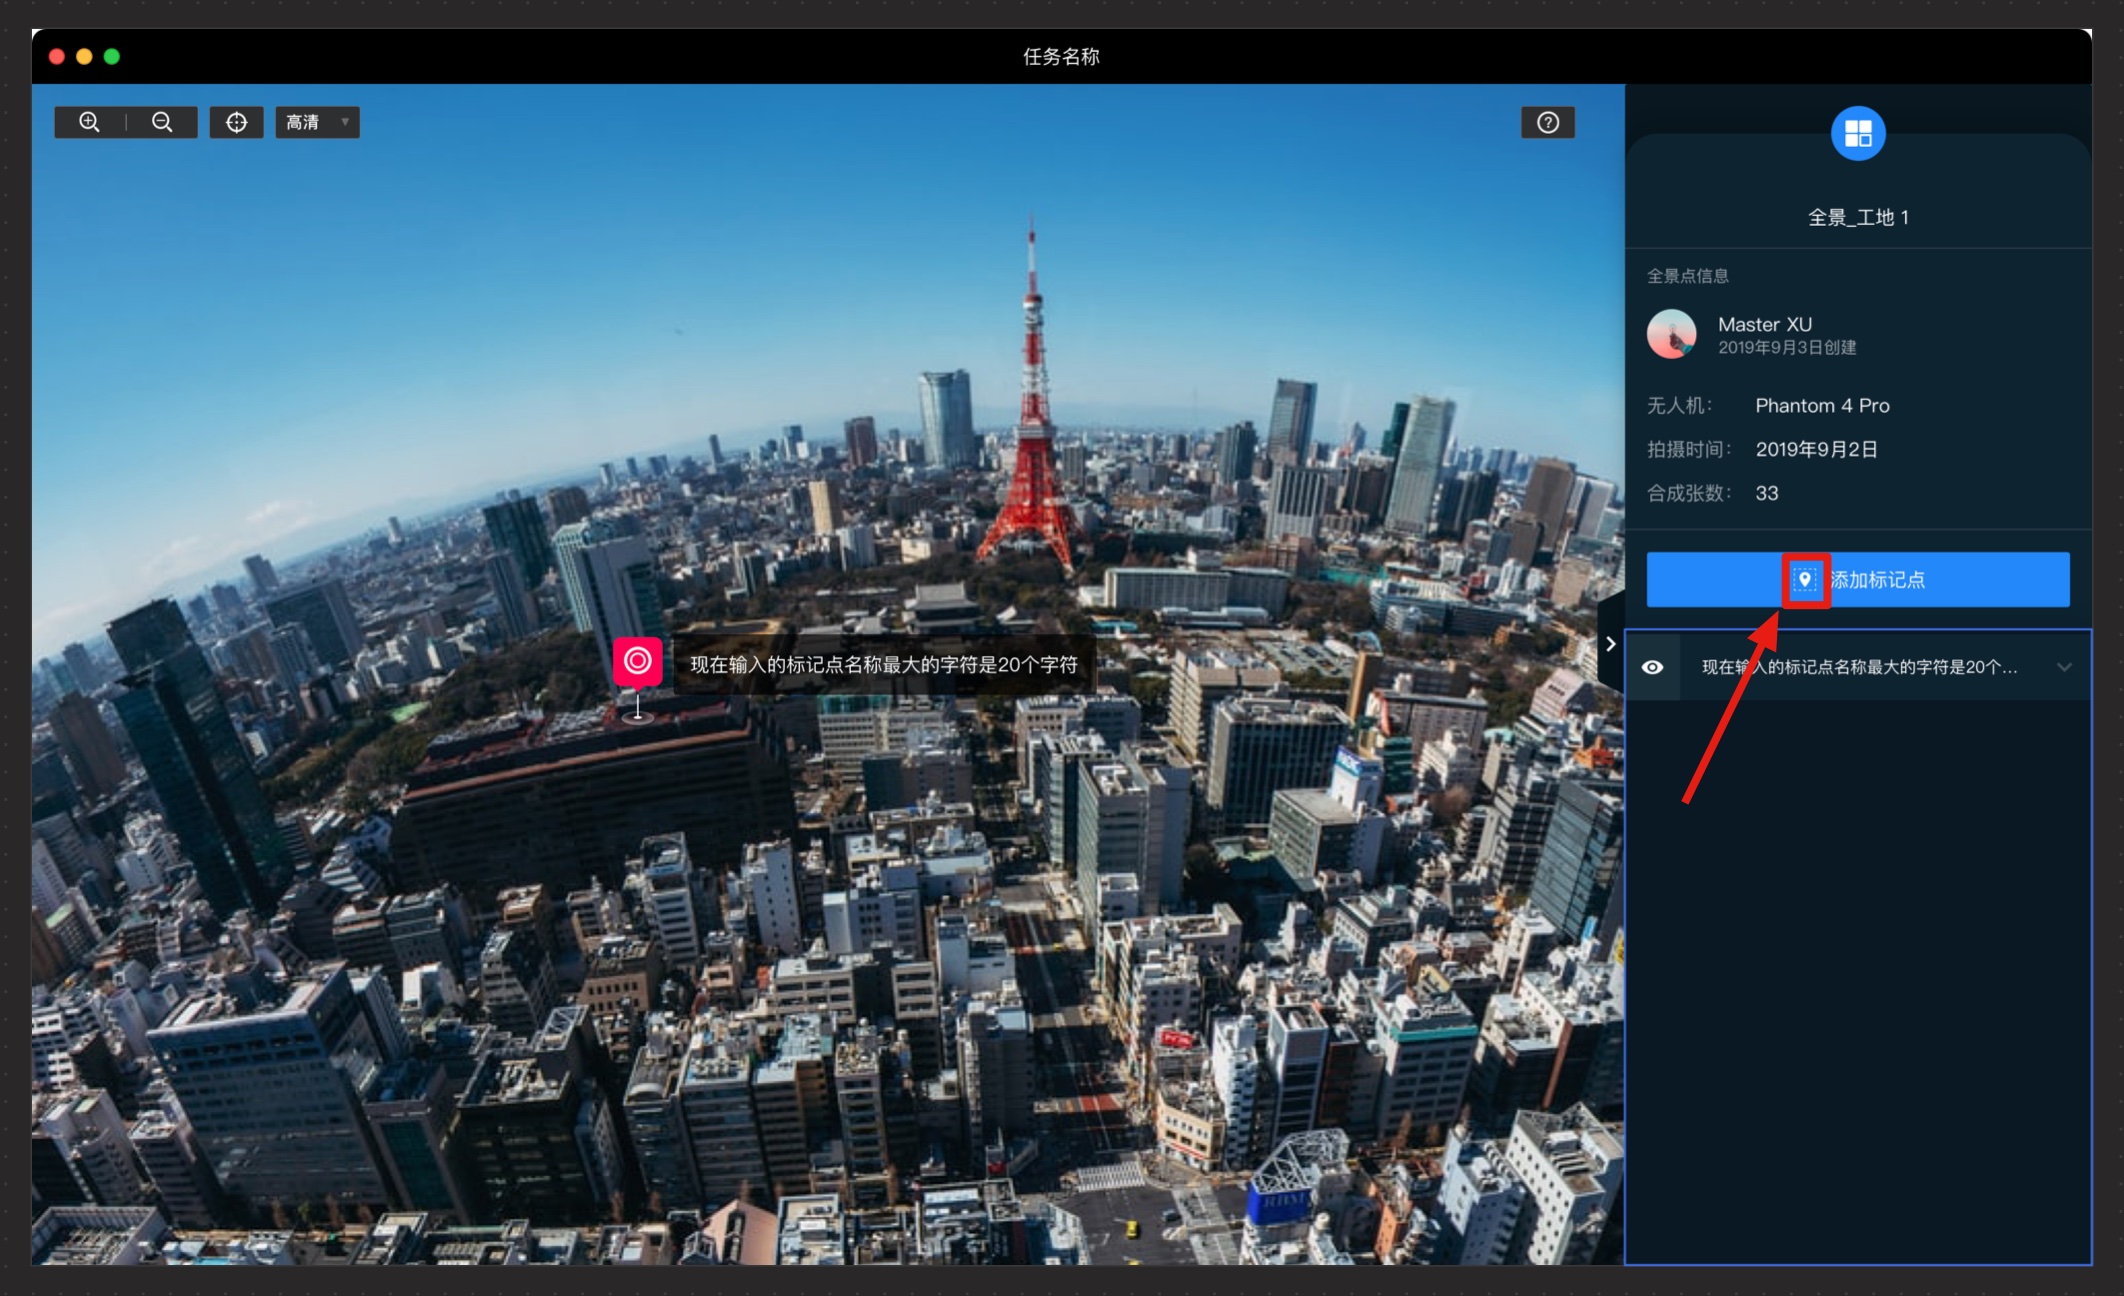 任务名称
高清
全景_工地 1
全景点信息
Master XU
2019年9月3日创建
无人机： Phantom 4 Pro
拍摄时间： 2019年9月2日
合成张数： 33
添加标记点
现在输入的标记点名称最大的字符是20个字符
现在输入的标记点名称最大的字符是20个...